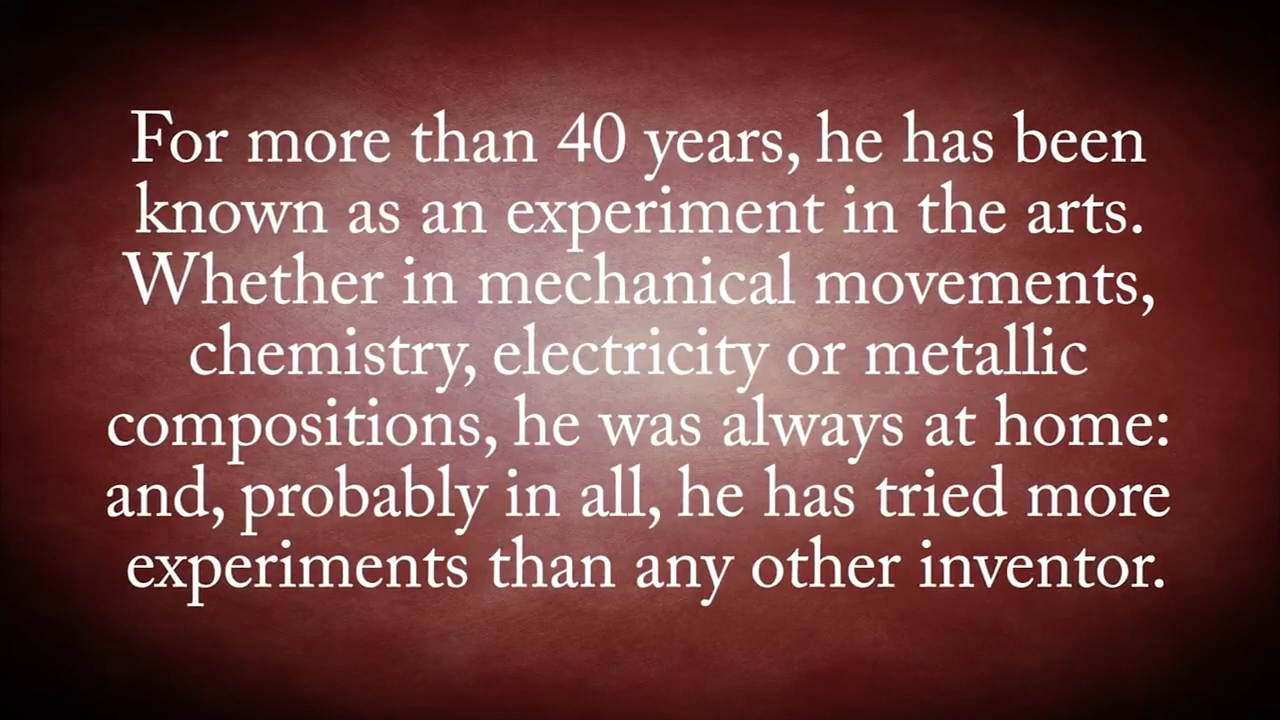 For more than 40 years, he has been
known as an experiment in the arts.
Whether in mechanical movements,
chemistry, electricity or metallic
compositions, he was always at home:
and, probably in all, he has tried more
experiments than any other inventor.